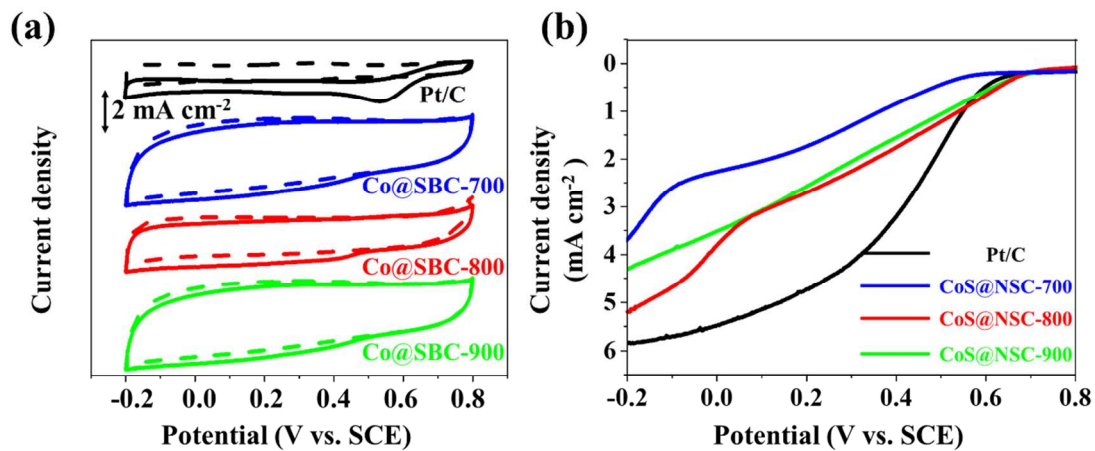 (a)
2 mA cm-2
Pt/C
Co@SBC-700
Co@SBC-800
Co@SBC-900
Current density
-0.2 0.0 0.2 0.4 0.6 0.8
Potential (V vs. SCE)
(b)
0
1
2
3
4
5
6
Current density
(mA cm-2)
Pt/C
CoS@NSC-700
CoS@NSC-800
CoS@NSC-900
-0.2 0.0 0.2 0.4 0.6 0.8
Potential (V vs. SCE)